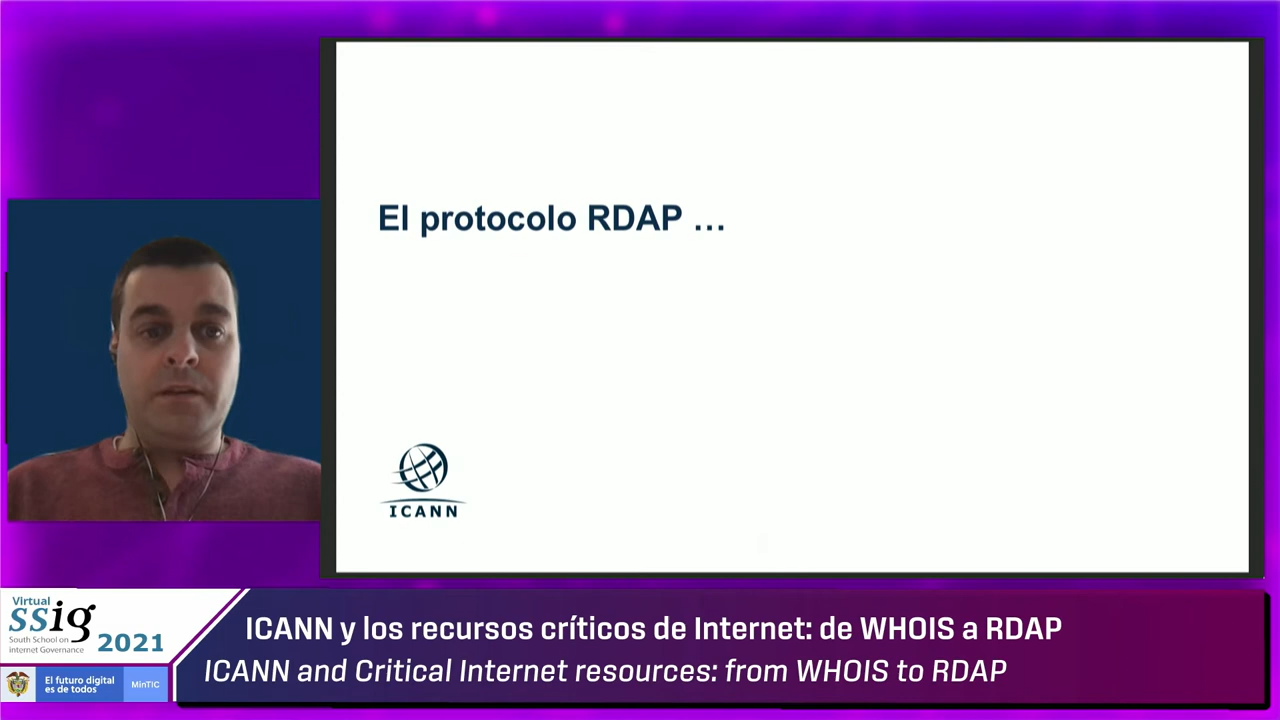 El protocolo RDAP ...
ICANN
Virtual
ssig
South School on
Internet Governance
2021
El futuro digital
es de todos
MinTIC
ICANN y los recursos críticos de Internet: de WHOIS a RDAP
ICANN and Critical Internet resources: from WHOIS to RDAP